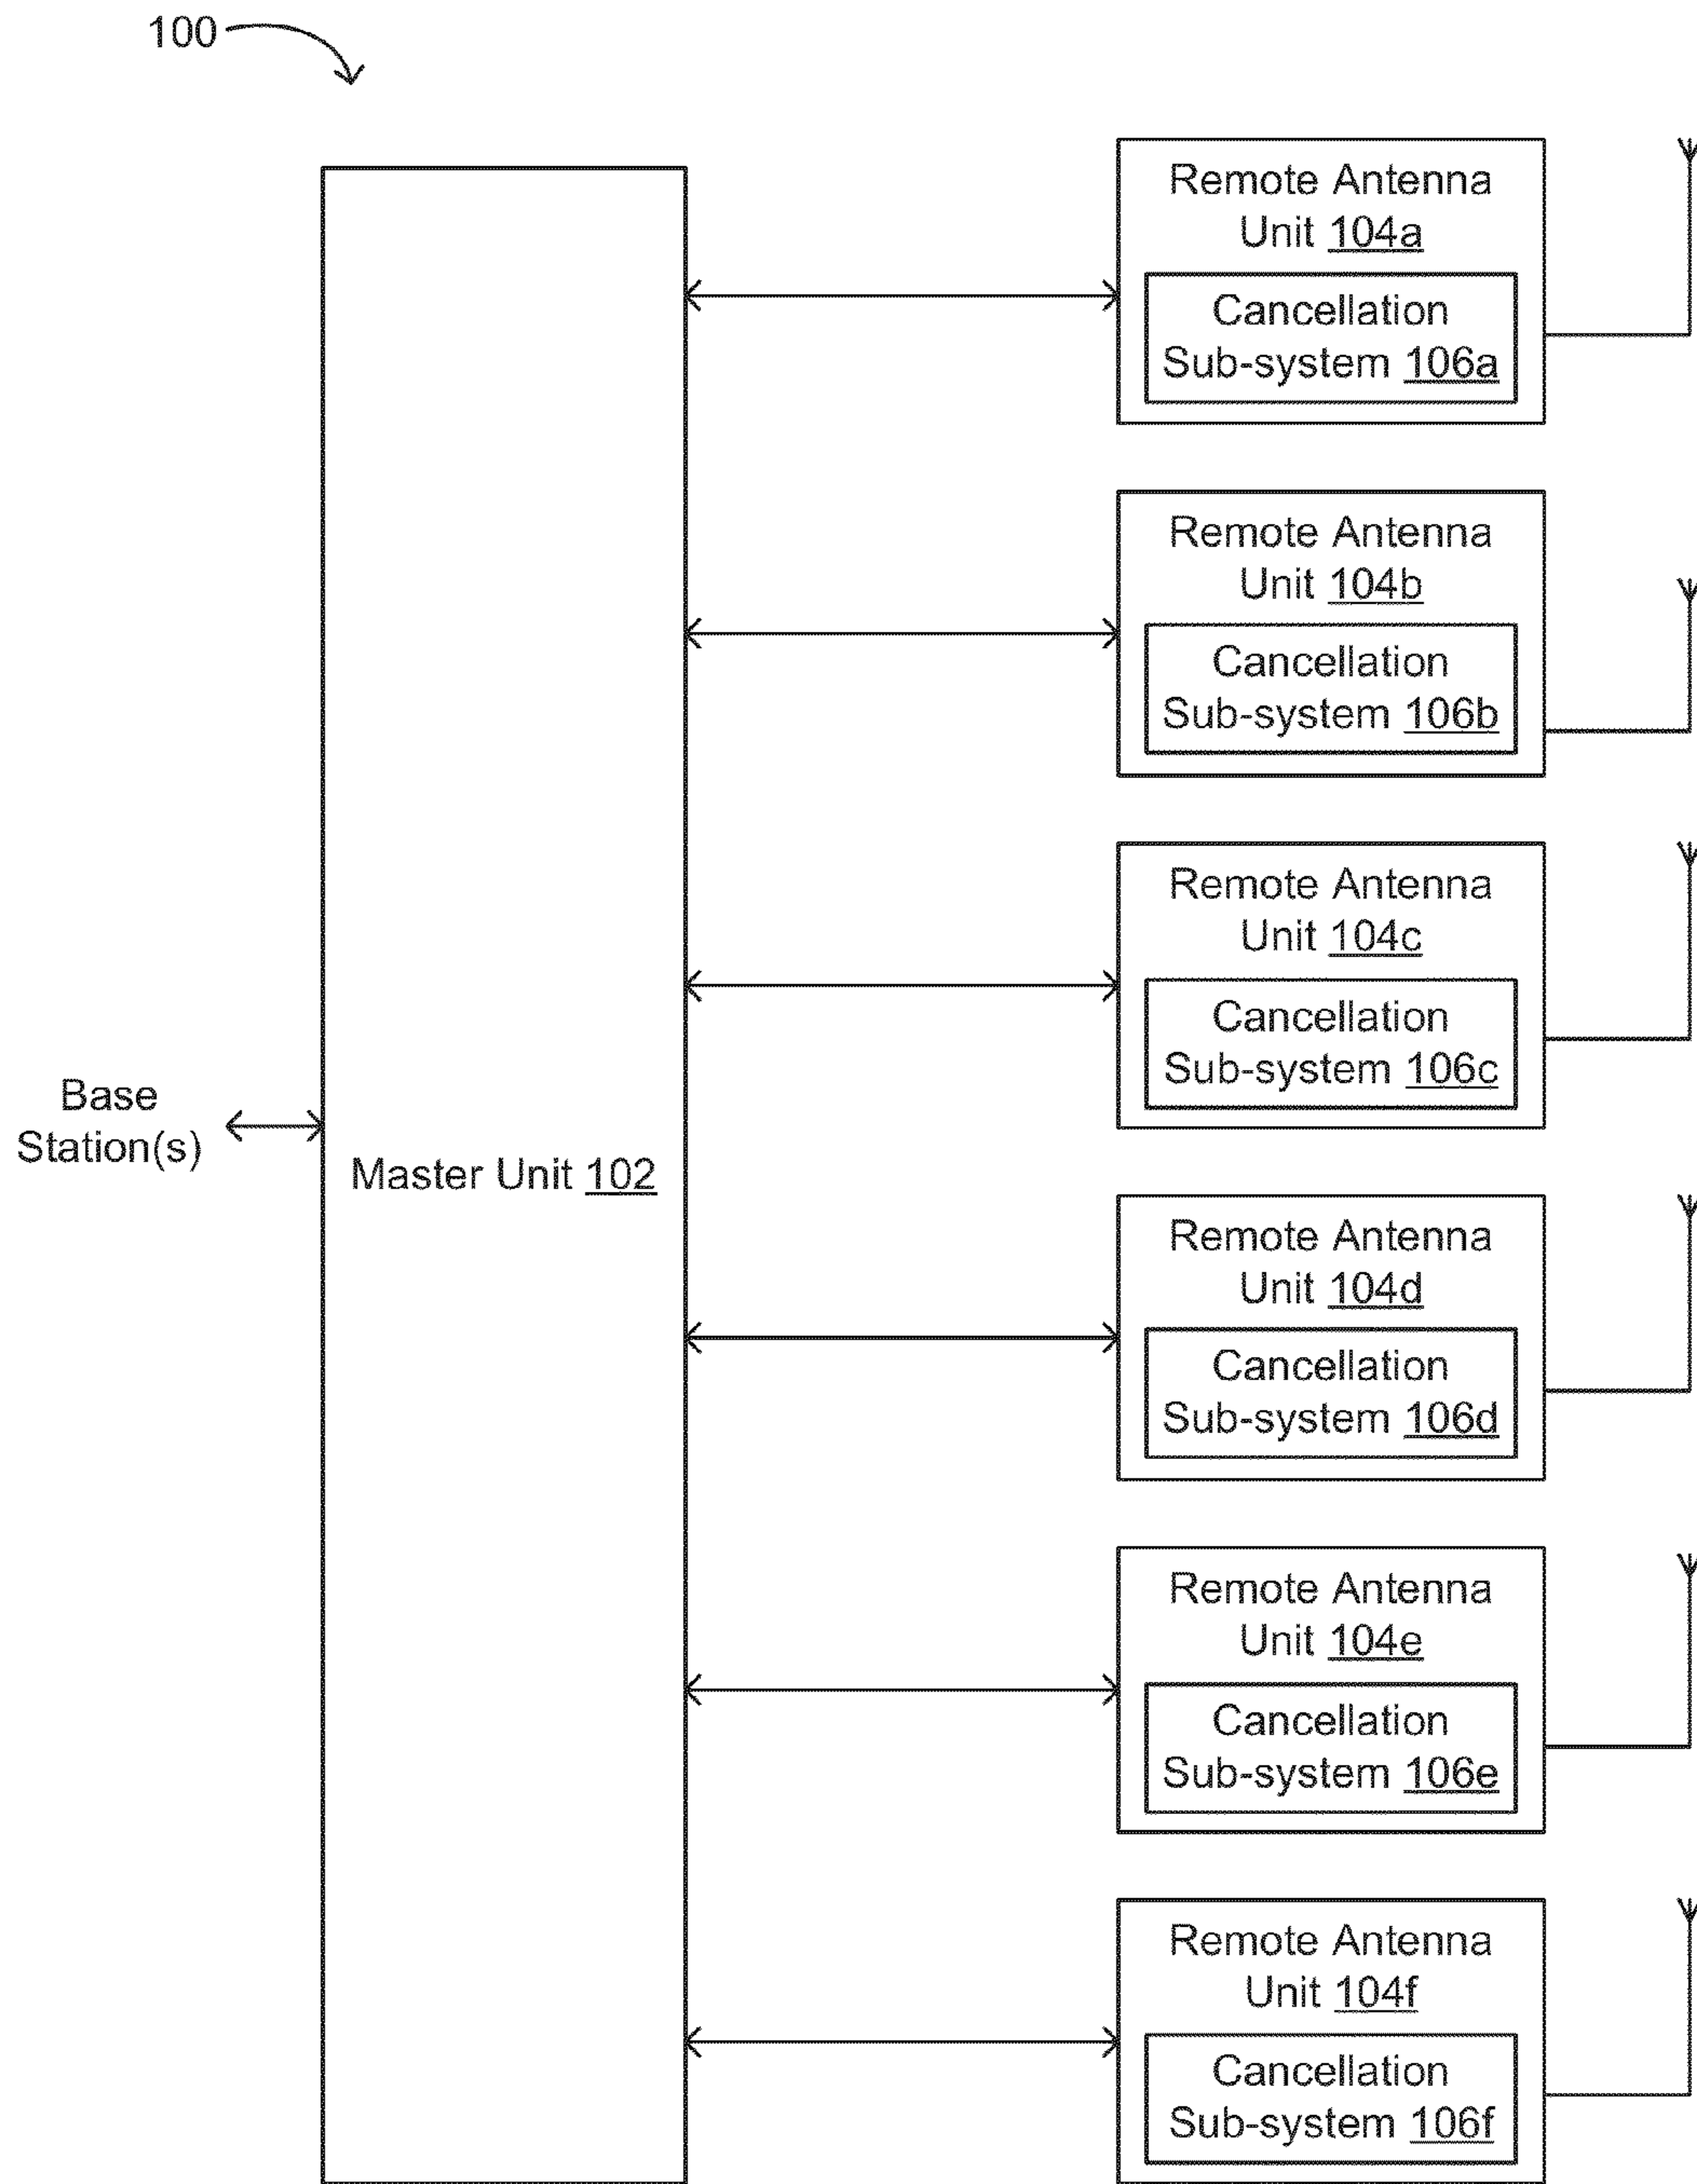 100
Remote Antenna
Unit 104a
Cancellation
Sub-system 106a
Remote Antenna
Unit 104b
Cancellation
Sub-system 106b
Remote Antenna
Unit 104c
Cancellation
Sub-system 106c
Base
Station(s)
Master Unit 102
Remote Antenna
Unit 104d
Cancellation
Sub-system 106d
Remote Antenna
Unit 104e
Cancellation
Sub-system 106e
Remote Antenna
Unit 104f
Cancellation
Sub-system 106f